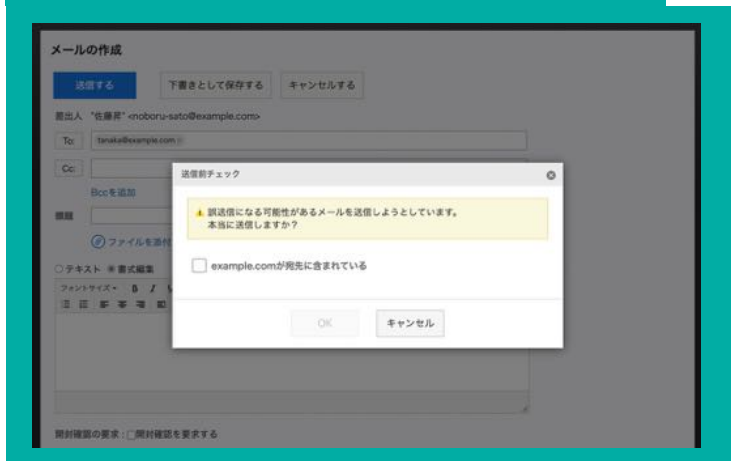 メールの作成
送信する
下書きとして保存する
キャンセルする
差出人 "佐藤昇" <noboru-sato@example.com>
To:
tanaka@example.com ×
Cc:
Bccを追加
標題
ファイルを添付
○テキスト ◉書式編集
フォントサイズ▾ B I
送信前チェック
誤送信になる可能性があるメールを送信しようとしています。
本当に送信しますか?
example.comが宛先に含まれている
OK
キャンセル
開封確認の要求:□開封確認を要求する